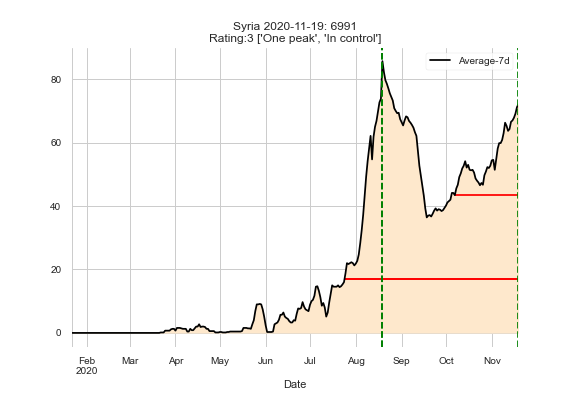 Syria 2020-11-19: 6991
Rating:3 ['One peak', 'In control']
Average-7d
80
60
40
20
0
Feb Mar Apr May Jun Jul Aug Sep Oct Nov
2020
Date